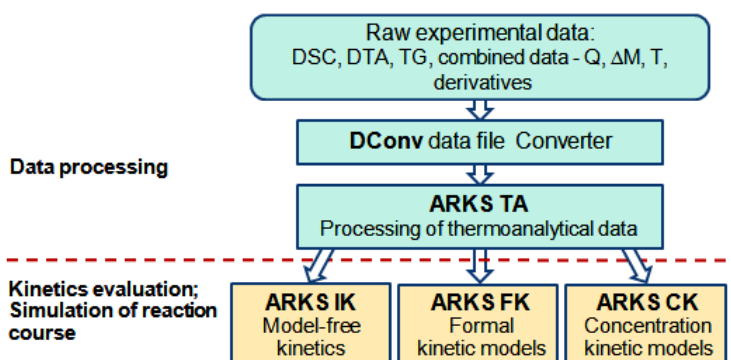 Raw experimental data:
DSC, DTA, TG, combined data - Q, ΔM, T,
derivatives
DConv data file Converter
Data processing
ARKS TA
Processing of thermoanalytical data
Kinetics evaluation;
Simulation of reaction
course
ARKS IK
Model-free
kinetics
ARKS FK
Formal
kinetic models
ARKS CK
Concentration
kinetic models